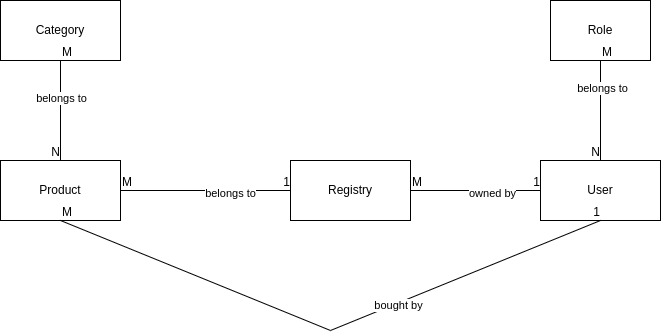 Category
Role
M
M
belongs to
belongs to
N
N
Product
M
belongs to
1
Registry
M
owned by
1
User
M
1
bought by